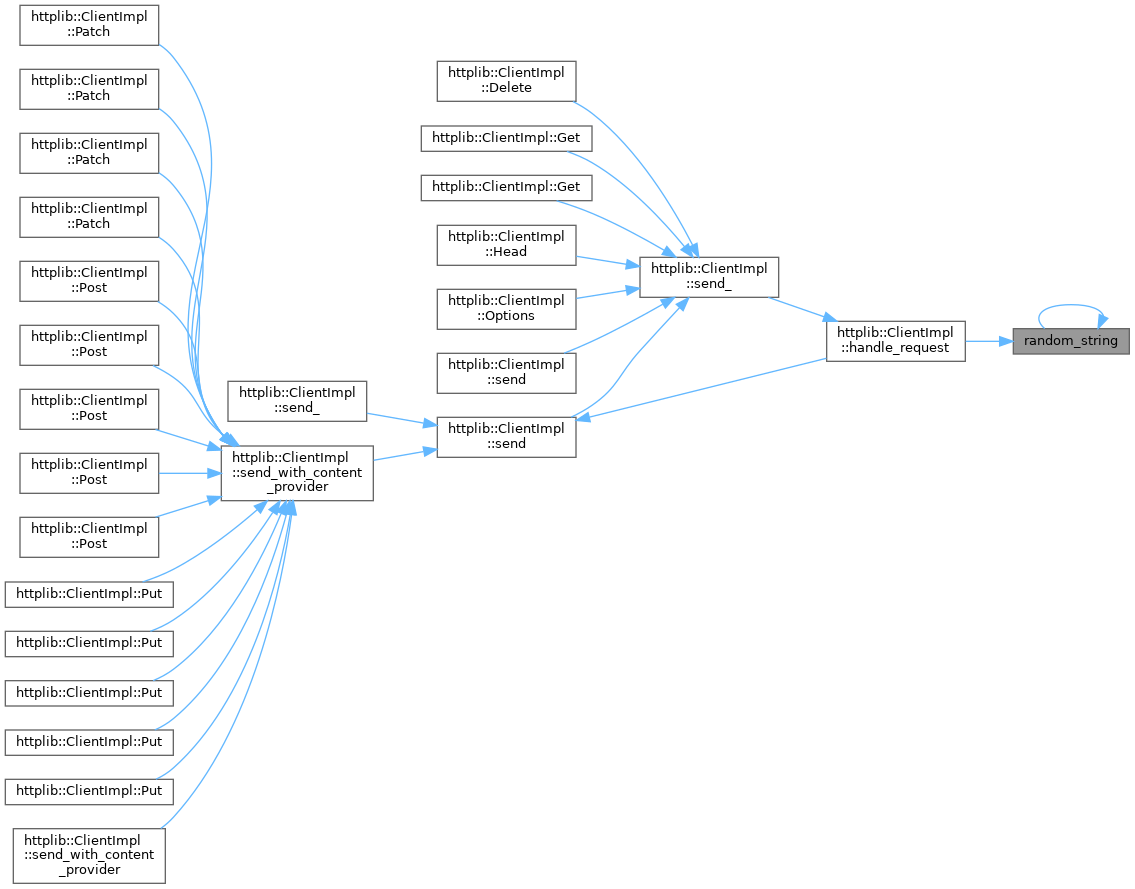 httplib::ClientImpl
::Patch
httplib::ClientImpl
::Patch
httplib::ClientImpl
::Patch
httplib::ClientImpl
::Patch
httplib::ClientImpl
::Post
httplib::ClientImpl
::Post
httplib::ClientImpl
::Post
httplib::ClientImpl
::Post
httplib::ClientImpl
::Post
httplib::ClientImpl::Put
httplib::ClientImpl::Put
httplib::ClientImpl::Put
httplib::ClientImpl::Put
httplib::ClientImpl::Put
httplib::ClientImpl
::send_with_content
_provider
httplib::ClientImpl
::send_
httplib::ClientImpl
::send_with_content
_provider
httplib::ClientImpl
::Delete
httplib::ClientImpl::Get
httplib::ClientImpl::Get
httplib::ClientImpl
::Head
httplib::ClientImpl
::Options
httplib::ClientImpl
::send
httplib::ClientImpl
::send
httplib::ClientImpl
::send_
httplib::ClientImpl
::handle_request
random_string